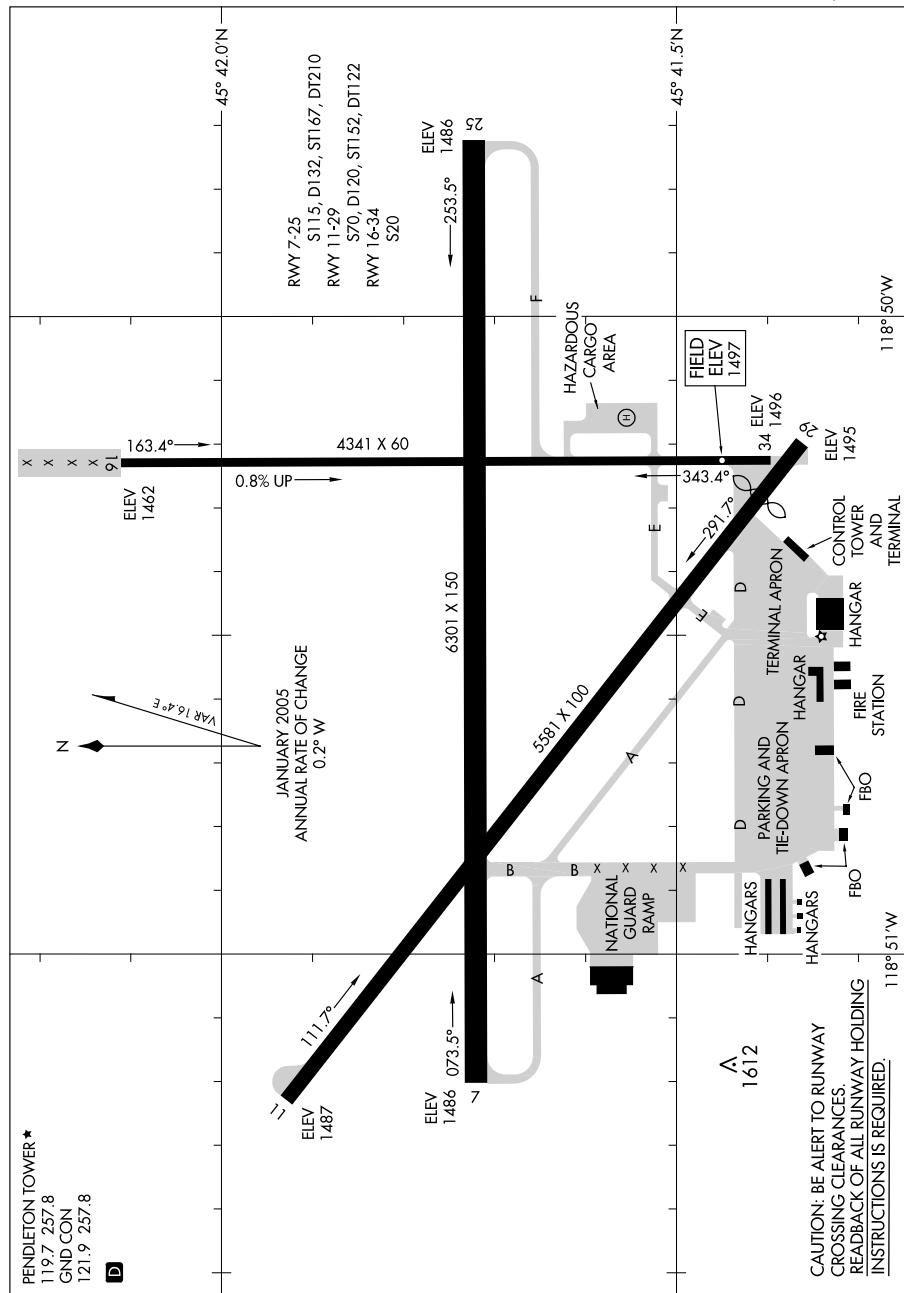 PENDLETON TOWER★
119.7 257.8
GND CON
121.9 257.8
D
N
VAR 16.4° E
JANUARY 2005
ANNUAL RATE OF CHANGE
0.2° W
X X X X
16
ELEV
1462
163.4°
0.8% UP
4341 X 60
45° 42.0'N
RWY 7-25
S115, D132, ST167, DT210
RWY 11-29
S70, D120, ST152, DT122
RWY 16-34
S20
11
ELEV
1487
111.7°
ELEV
1486
7
073.5°
6301 X 150
253.5°
ELEV
1486
25
5581 X 100
A
A
B
B
X X X X
NATIONAL
GUARD
RAMP
E
E
F
HAZARDOUS
CARGO
AREA
H
291.7°
343.4°
FIELD
ELEV
1497
34
ELEV
1496
29
ELEV
1495
45° 41.5'N
D
D
D
PARKING AND
TIE-DOWN APRON
TERMINAL APRON
HANGARS
HANGARS
FBO
FBO
HANGAR
FIRE
STATION
HANGAR
CONTROL
TOWER
AND
TERMINAL
1612
118° 51'W
118° 50'W
CAUTION: BE ALERT TO RUNWAY
CROSSING CLEARANCES.
READBACK OF ALL RUNWAY HOLDING
INSTRUCTIONS IS REQUIRED.